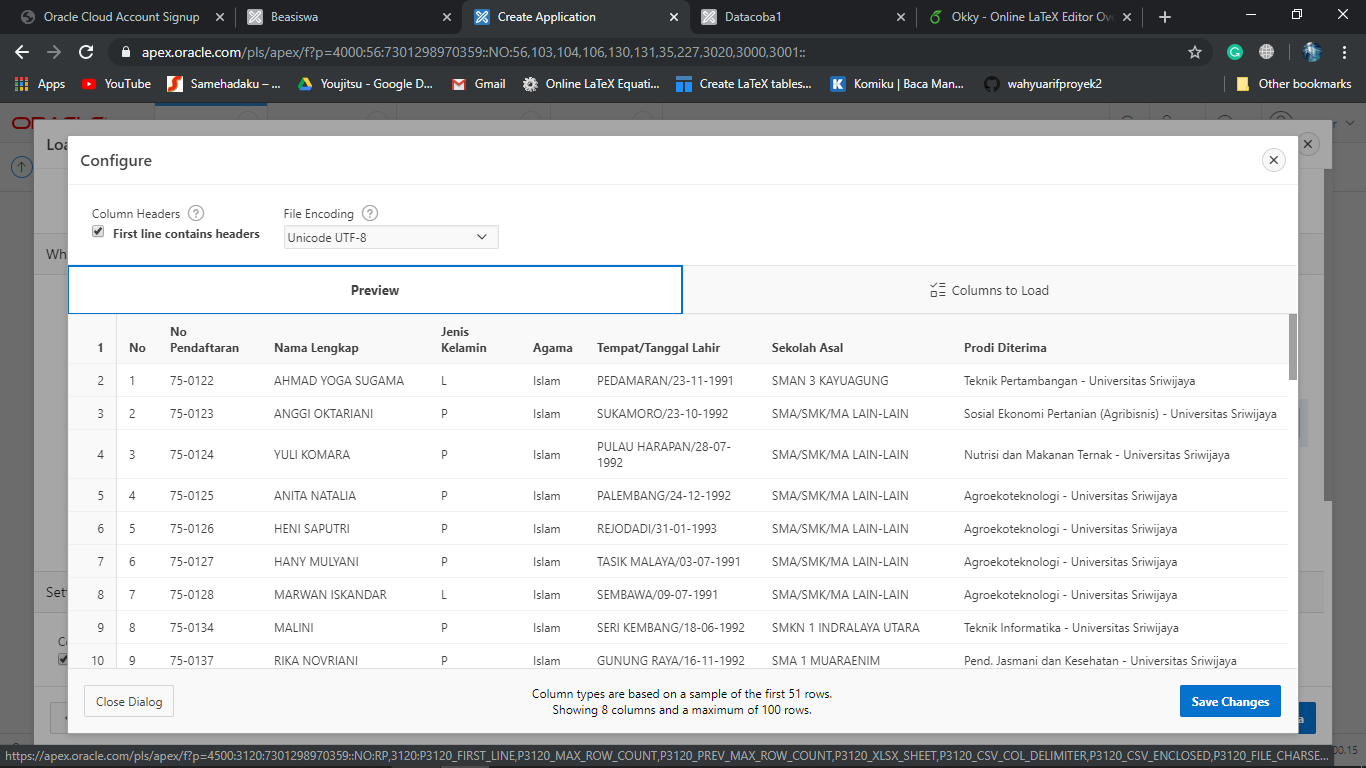 Oracle Cloud Account Signup
Beasiswa
Create Application
Datacoba1
Okky - Online LaTeX Editor Ove
apex.oracle.com/pls/apex/f?p=4000:56:7301298970359::NO:56,103,104,106,130,131,35,227,3020,3000,3001::
Apps
YouTube
Samehadaku – ...
Youjitsu - Google D...
Gmail
Online LaTeX Equati...
Create LaTeX tables...
Komiku | Baca Man...
wahyuarifproyek2
Other bookmarks
Loa
Configure
Column Headers ?
File Encoding ?
First line contains headers
Unicode UTF-8
Wh
Preview
Columns to Load
1 No No Pendaftaran Nama Lengkap Jenis Kelamin Agama Tempat/Tanggal Lahir Sekolah Asal Prodi Diterima
2 1 75-0122 AHMAD YOGA SUGAMA L Islam PEDAMARAN/23-11-1991 SMAN 3 KAYUAGUNG Teknik Pertambangan - Universitas Sriwijaya
3 2 75-0123 ANGGI OKTARIANI P Islam SUKAMORO/23-10-1992 SMA/SMK/MA LAIN-LAIN Sosial Ekonomi Pertanian (Agribisnis) - Universitas Sriwijaya
4 3 75-0124 YULI KOMARA P Islam PULAU HARAPAN/28-07-1992 SMA/SMK/MA LAIN-LAIN Nutrisi dan Makanan Ternak - Universitas Sriwijaya
5 4 75-0125 ANITA NATALIA P Islam PALEMBANG/24-12-1992 SMA/SMK/MA LAIN-LAIN Agroekoteknologi - Universitas Sriwijaya
6 5 75-0126 HENI SAPUTRI P Islam REJODADI/31-01-1993 SMA/SMK/MA LAIN-LAIN Agroekoteknologi - Universitas Sriwijaya
7 6 75-0127 HANY MULYANI P Islam TASIK MALAYA/03-07-1991 SMA/SMK/MA LAIN-LAIN Agroekoteknologi - Universitas Sriwijaya
8 7 75-0128 MARWAN ISKANDAR L Islam SEMBAWA/09-07-1991 SMA/SMK/MA LAIN-LAIN Agroekoteknologi - Universitas Sriwijaya
9 8 75-0134 MALINI P Islam SERI KEMBANG/18-06-1992 SMKN 1 INDRALAYA UTARA Teknik Informatika - Universitas Sriwijaya
10 9 75-0137 RIKA NOVRIANI P Islam GUNUNG RAYA/16-11-1992 SMA 1 MUARAENIM Pend. Jasmani dan Kesehatan - Universitas Sriwijaya
Set
Close Dialog
Column types are based on a sample of the first 51 rows.
Showing 8 columns and a maximum of 100 rows.
Save Changes
https://apex.oracle.com/pls/apex/f?p=4500:3120:7301298970359::NO:RP,3120:P3120_FIRST_LINE,P3120_MAX_ROW_COUNT,P3120_PREV_MAX_ROW_COUNT,P3120_XLSX_SHEET,P3120_CSV_COL_DELIMITER,P3120_CSV_ENCLOSED,P3120_FILE_CHARSE...
00.15